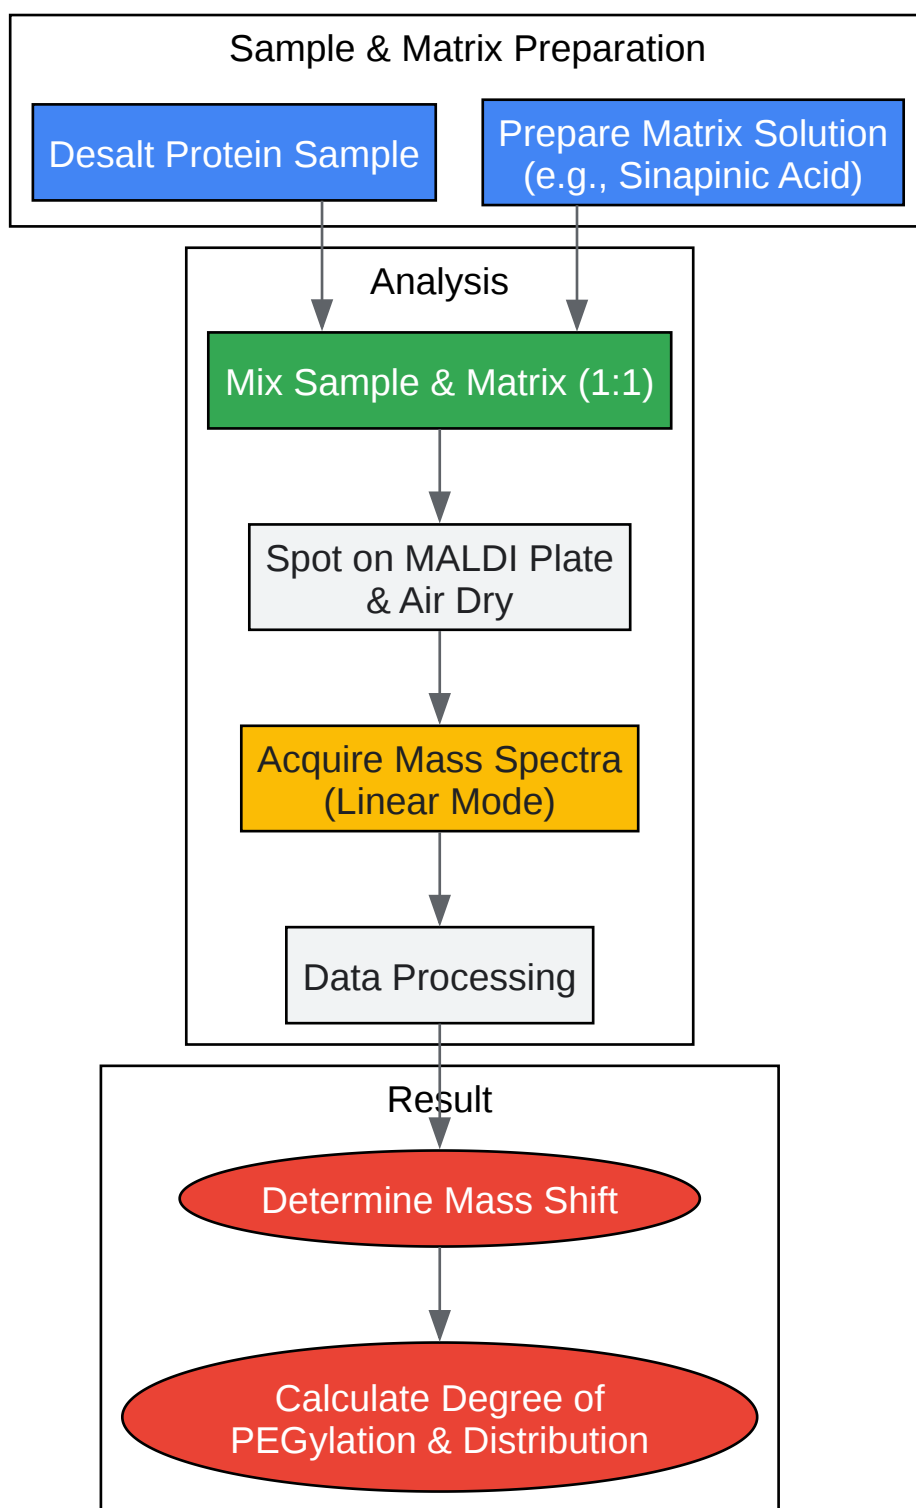 Sample & Matrix Preparation
Desalt Protein Sample
Prepare Matrix Solution
(e.g., Sinapinic Acid)
Analysis
Mix Sample & Matrix (1:1)
Spot on MALDI Plate
& Air Dry
Acquire Mass Spectra
(Linear Mode)
Data Processing
Result
Determine Mass Shift
Calculate Degree of
PEGylation & Distribution